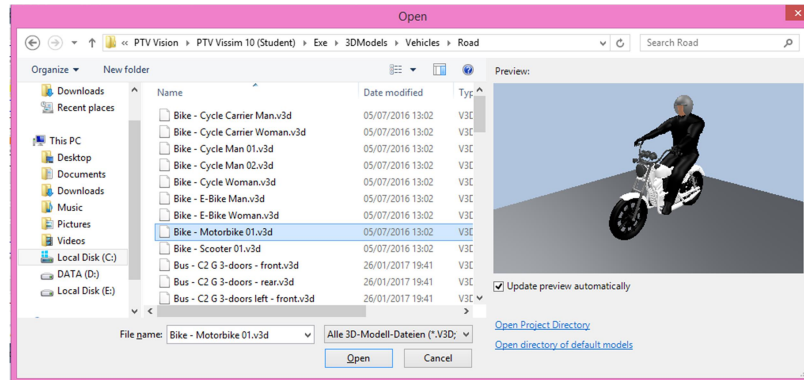 Open
« PTV Vision PTV Vissim 10 (Student) Exe 3DModels Vehicles Road
Search Road
Organize New folder
Preview:
Downloads
Recent places
This PC
Desktop
Documents
Downloads
Music
Pictures
Videos
Local Disk (C:)
DATA (D:)
Local Disk (E:)
Name Date modified Typ
Bike - Cycle Carrier Man.v3d 05/07/2016 13:02 V3D
Bike - Cycle Carrier Woman.v3d 05/07/2016 13:02 V3D
Bike - Cycle Man 01.v3d 05/07/2016 13:02 V3D
Bike - Cycle Man 02.v3d 05/07/2016 13:02 V3D
Bike - Cycle Woman.v3d 05/07/2016 13:02 V3D
Bike - E-Bike Man.v3d 05/07/2016 13:02 V3D
Bike - E-Bike Woman.v3d 05/07/2016 13:02 V3D
Bike - Motorbike 01.v3d 05/07/2016 13:02 V3D
Bike - Scooter 01.v3d 05/07/2016 13:02 V3D
Bus - C2 G 3-doors - front.v3d 26/01/2017 19:41 V3D
Bus - C2 G 3-doors - rear.v3d 26/01/2017 19:41 V3D
Bus - C2 G 3-doors left - front.v3d 26/01/2017 19:41 V3D
Update preview automatically
File name: Bike - Motorbike 01.v3d
Alle 3D-Modell-Dateien (*.V3D;
Open Cancel
Open Project Directory
Open directory of default models